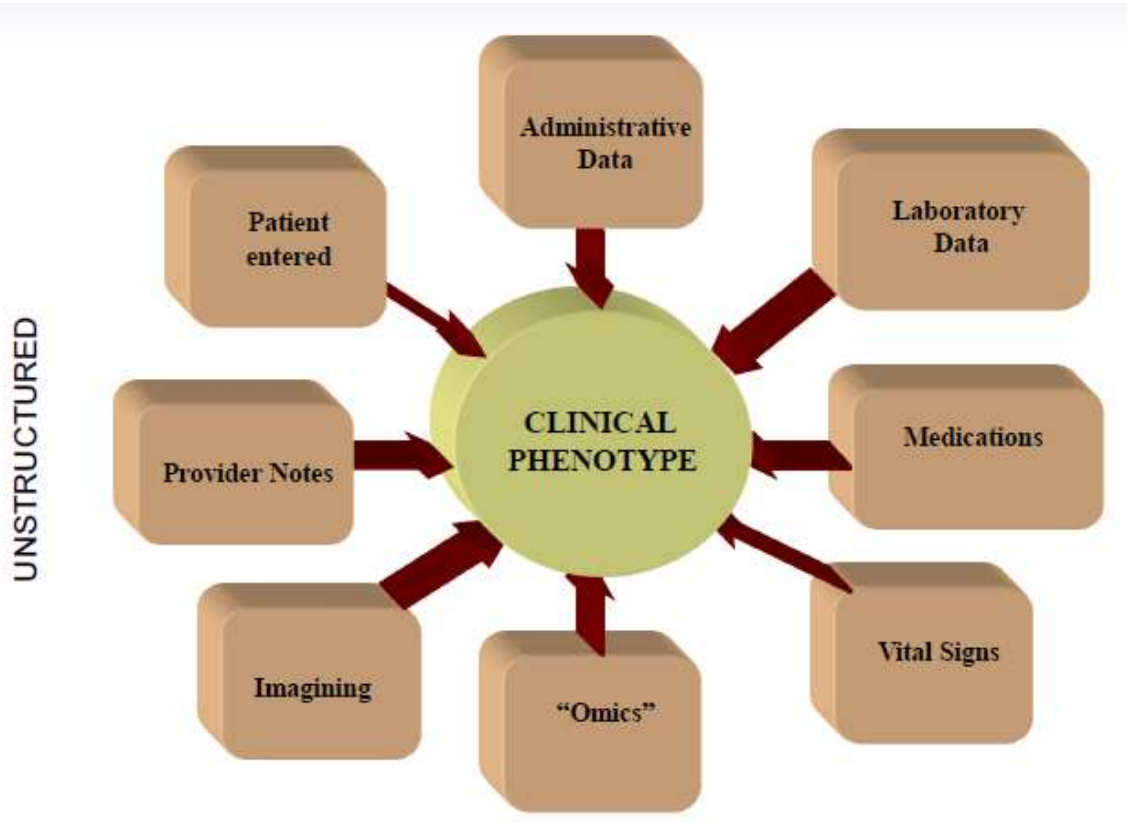 Administrative
Data
Patient
entered
Laboratory
Data
UNSTRUCTURED
CLINICAL
PHENOTYPE
Medications
Provider Notes
Vital Signs
Imagining
“Omics”